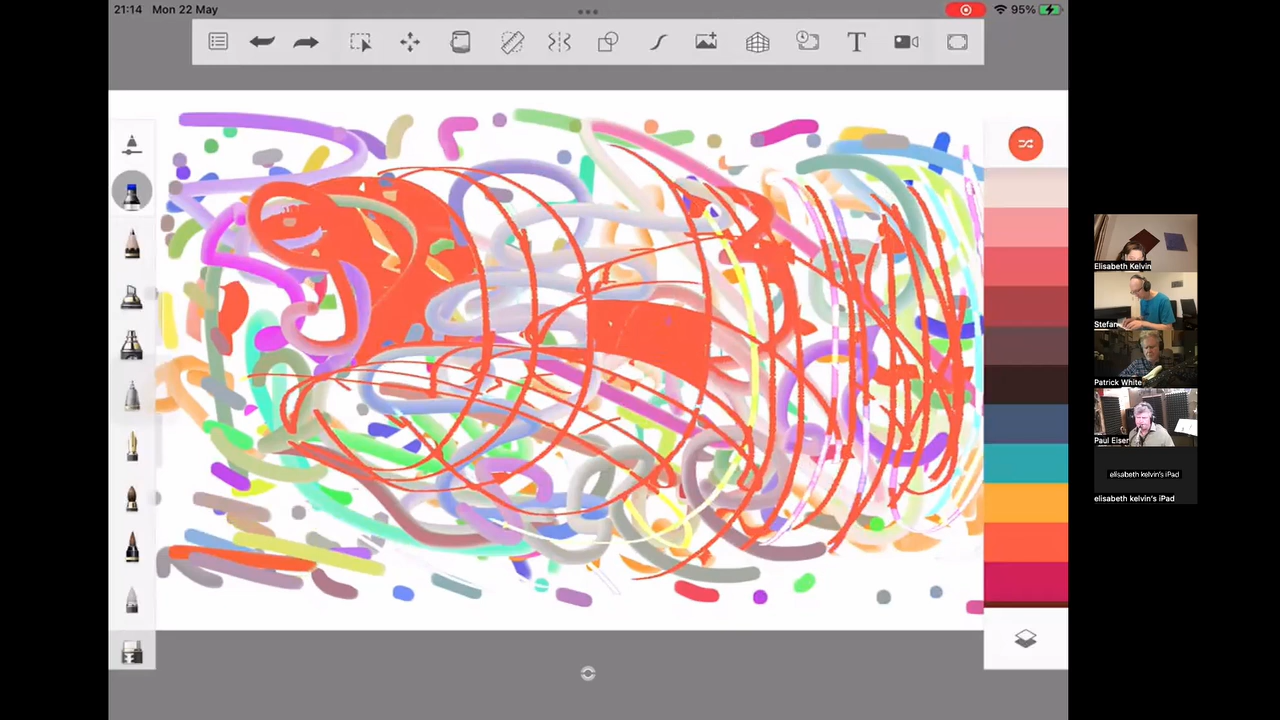 21:14 Mon 22 May
95%
T
Elisabeth Kelvin
Stefan
Patrick White
Paul Eiser
elisabeth kelvin's iPad
elisabeth kelvin's iPad